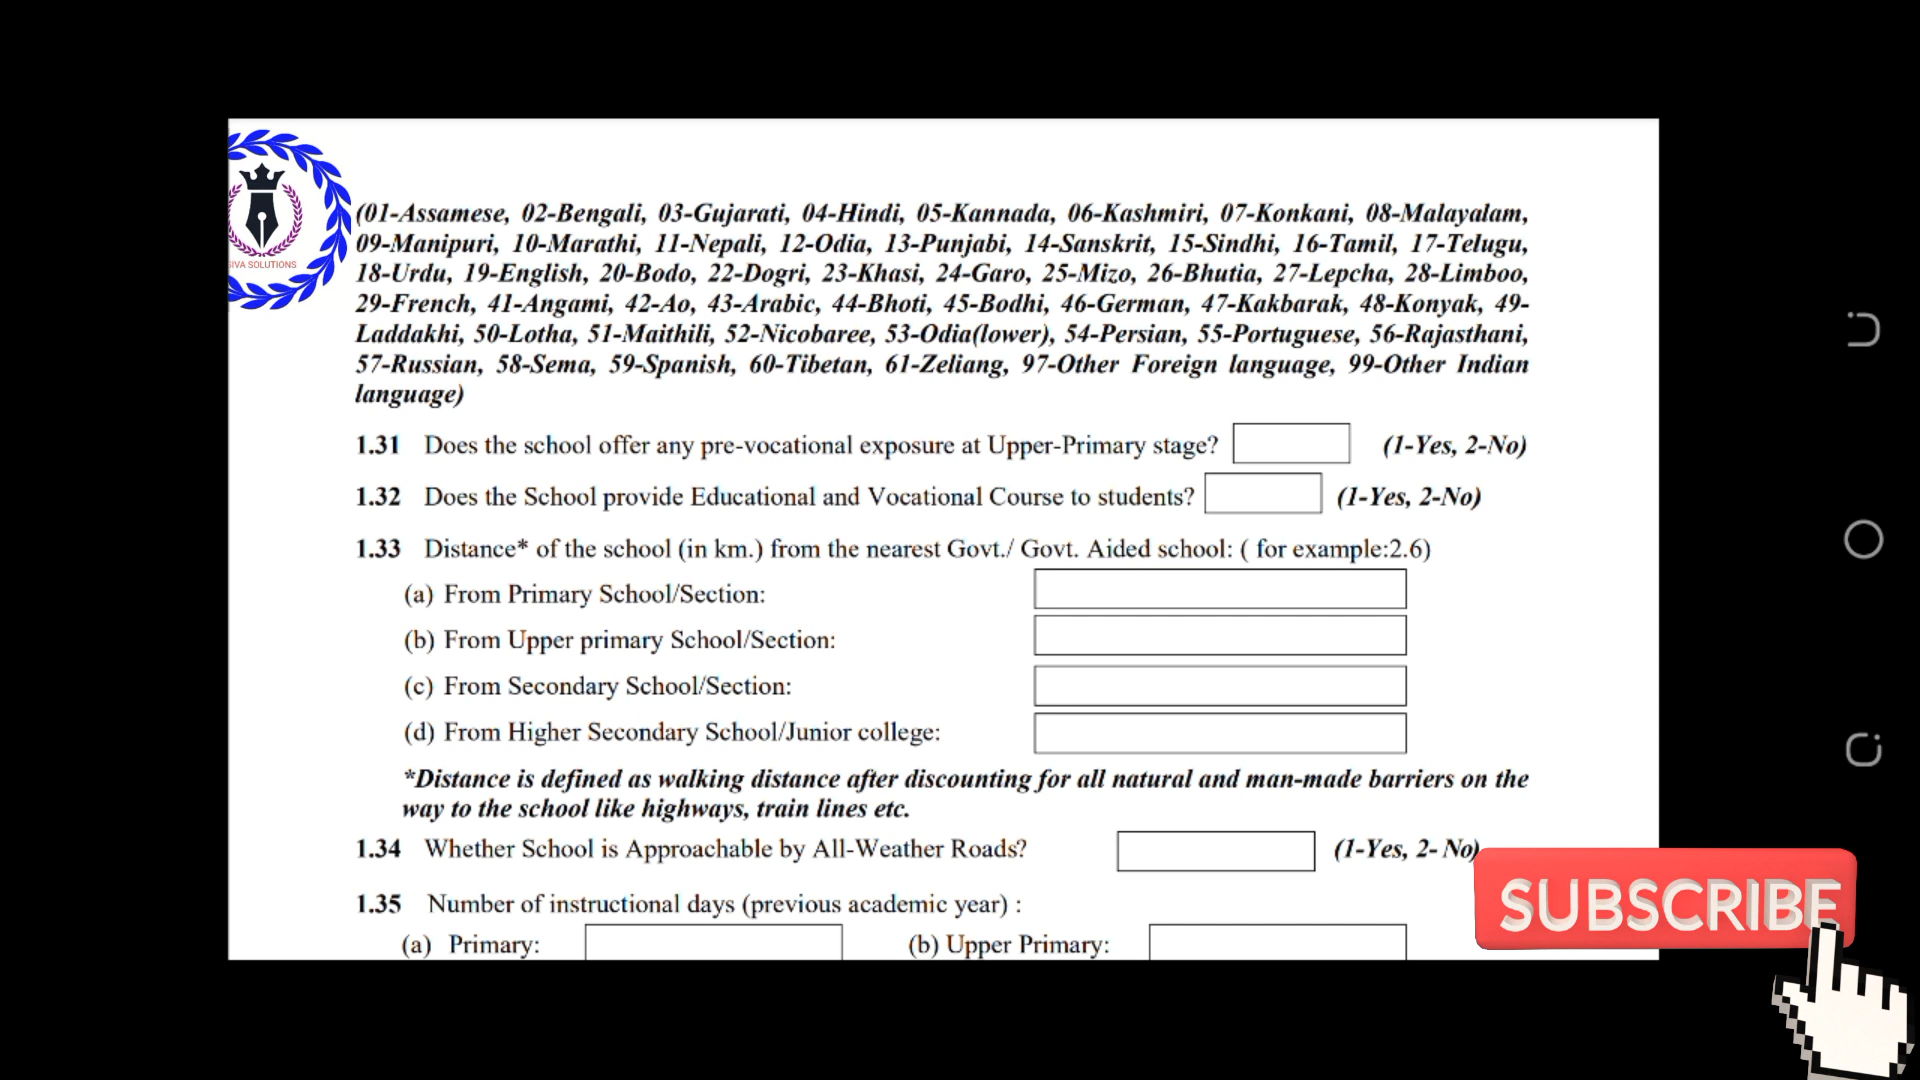 SIVA SOLUTIONS
(01-Assamese, 02-Bengali, 03-Gujarati, 04-Hindi, 05-Kannada, 06-Kashmiri, 07-Konkani, 08-Malayalam,
09-Manipuri, 10-Marathi, 11-Nepali, 12-Odia, 13-Punjabi, 14-Sanskrit, 15-Sindhi, 16-Tamil, 17-Telugu,
18-Urdu, 19-English, 20-Bodo, 22-Dogri, 23-Khasi, 24-Garo, 25-Mizo, 26-Bhutia, 27-Lepcha, 28-Limboo,
29-French, 41-Angami, 42-Ao, 43-Arabic, 44-Bhoti, 45-Bodhi, 46-German, 47-Kakbarak, 48-Konyak, 49-
Laddakhi, 50-Lotha, 51-Maithili, 52-Nicobaree, 53-Odia(lower), 54-Persian, 55-Portuguese, 56-Rajasthani,
57-Russian, 58-Sema, 59-Spanish, 60-Tibetan, 61-Zeliang, 97-Other Foreign language, 99-Other Indian
language)
1.31 Does the school offer any pre-vocational exposure at Upper-Primary stage? (1-Yes, 2-No)
1.32 Does the School provide Educational and Vocational Course to students? (1-Yes, 2-No)
1.33 Distance* of the school (in km.) from the nearest Govt./ Govt. Aided school: ( for example:2.6)
(a) From Primary School/Section:
(b) From Upper primary School/Section:
(c) From Secondary School/Section:
(d) From Higher Secondary School/Junior college:
*Distance is defined as walking distance after discounting for all natural and man-made barriers on the
way to the school like highways, train lines etc.
1.34 Whether School is Approachable by All-Weather Roads? (1-Yes, 2- No)
1.35 Number of instructional days (previous academic year) :
(a) Primary: (b) Upper Primary:
SUBSCRIBE